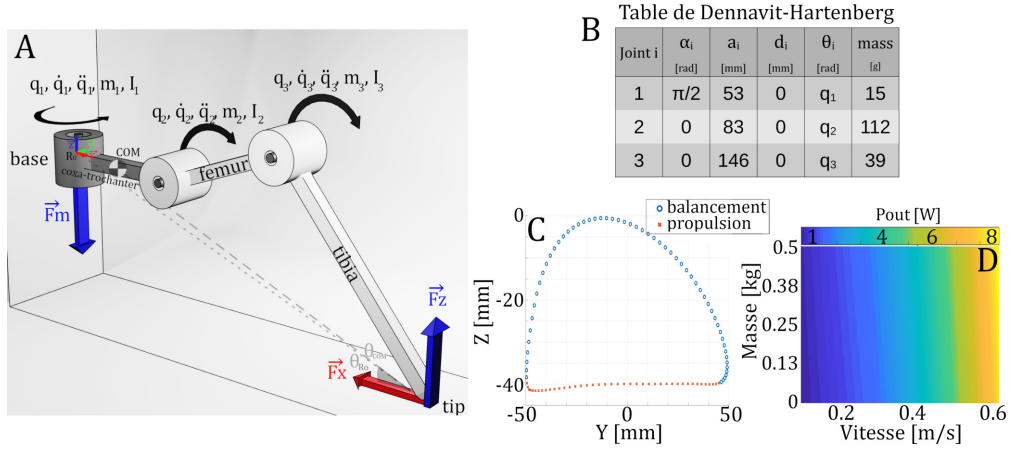 A
q₁, q̇₁, q̈₁, m₁, I₁
q₂, q̇₂, q̈₂, m₂, I₂
q₃, q̇₃, q̈₃, m₃, I₃
base
R₀
z
COM
coxa-trochanter
femur
tibia
Fm
Fz
Fx
θCoM
θRo
tip
B
Table de Dennavit-Hartenberg
Joint i αᵢ [rad] aᵢ [mm] dᵢ [mm] θᵢ [rad] mass [g]
1 π/2 53 0 q₁ 15
2 0 83 0 q₂ 112
3 0 146 0 q₃ 39
C
balancement
propulsion
Z [mm]
0
-20
-40
-50 0 50
Y [mm]
D
Pout [W]
1 4 6 8
Masse [kg]
0.5
0.38
0.25
0.13
0
0.2 0.4 0.6
Vitesse [m/s]